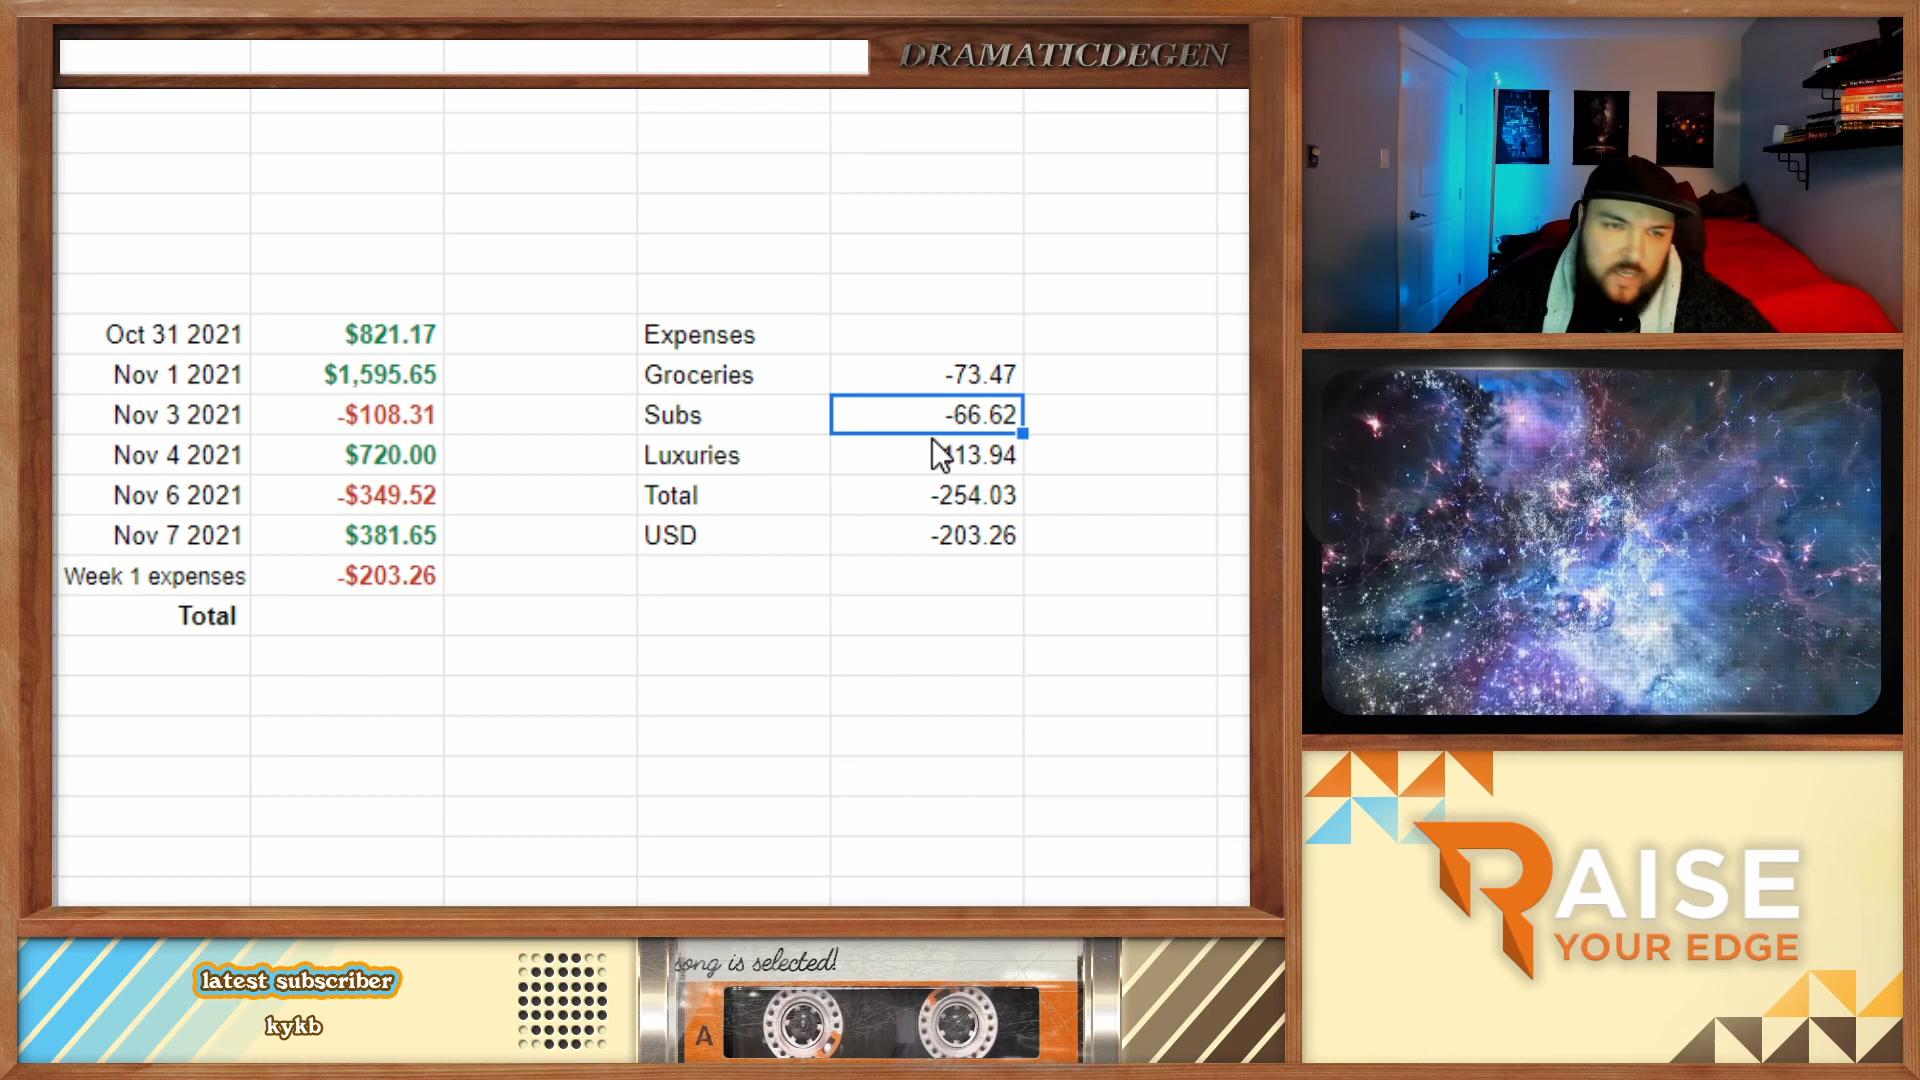 DRAMATICDEGEN
Oct 31 2021 $821.17 Expenses
Nov 1 2021 $1,595.65 Groceries -73.47
Nov 3 2021 -$108.31 Subs -66.62
Nov 4 2021 $720.00 Luxuries 13.94
Nov 6 2021 -$349.52 Total -254.03
Nov 7 2021 $381.65 USD -203.26
Week 1 expenses -$203.26
Total
RAISE
YOUR EDGE
latest subscriber
kykb
song is selected!
A